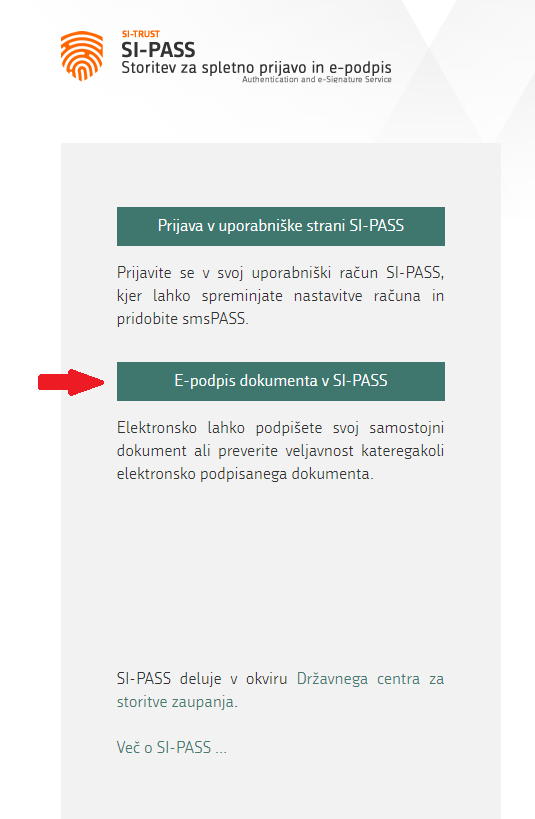 SI-TRUST
SI-PASS
Storitev za spletno prijavo in e-podpis
Authentication and e-Signature Service
Prijava v uporabniške strani SI-PASS
Prijavite se v svoj uporabniški račun SI-PASS,
kjer lahko spreminjate nastavitve računa in
pridobite smsPASS.
E-podpis dokumenta v SI-PASS
Elektronsko lahko podpišete svoj samostojni
dokument ali preverite veljavnost kateregakoli
elektronsko podpisanega dokumenta.
SI-PASS deluje v okviru Državnega centra za
storitve zaupanja.
Več o SI-PASS ...